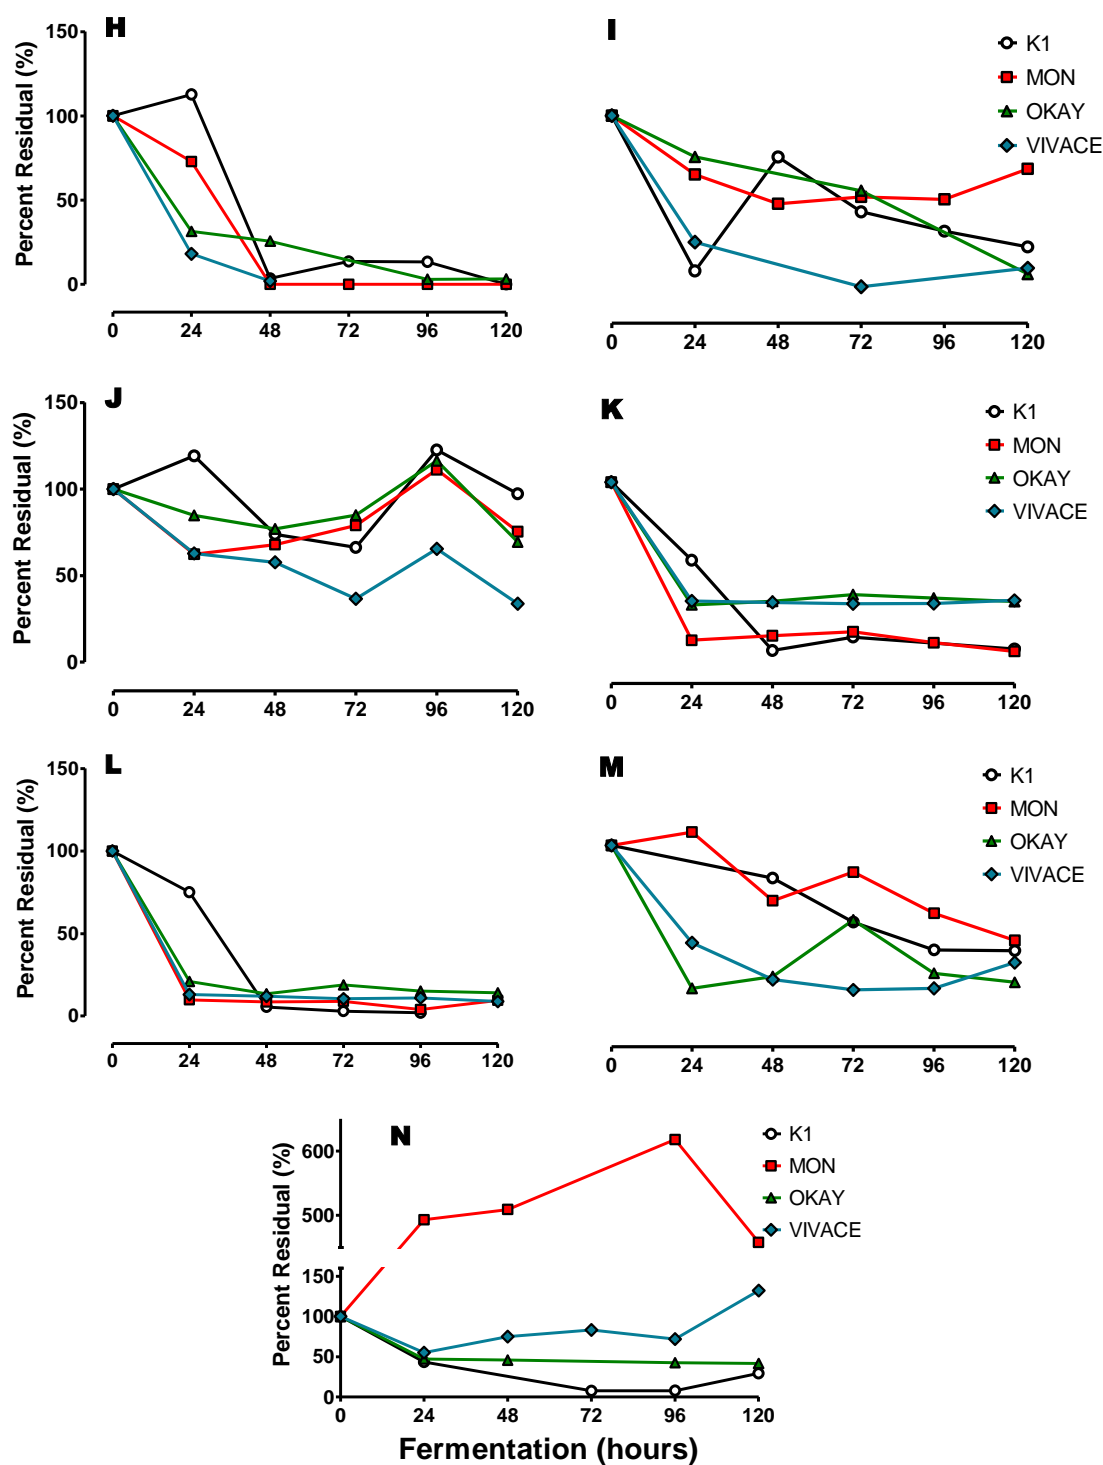 H
I
Percent Residual (%)
150
100
50
0
0 24 48 72 96 120
0 24 48 72 96 120
K1
MON
OKAY
VIVACE
J
K
Percent Residual (%)
150
100
50
0
0 24 48 72 96 120
0 24 48 72 96 120
K1
MON
OKAY
VIVACE
L
M
Percent Residual (%)
150
100
50
0
0 24 48 72 96 120
0 24 48 72 96 120
K1
MON
OKAY
VIVACE
N
Percent Residual (%)
600
500
150
100
50
0
0 24 48 72 96 120
K1
MON
OKAY
VIVACE
Fermentation (hours)